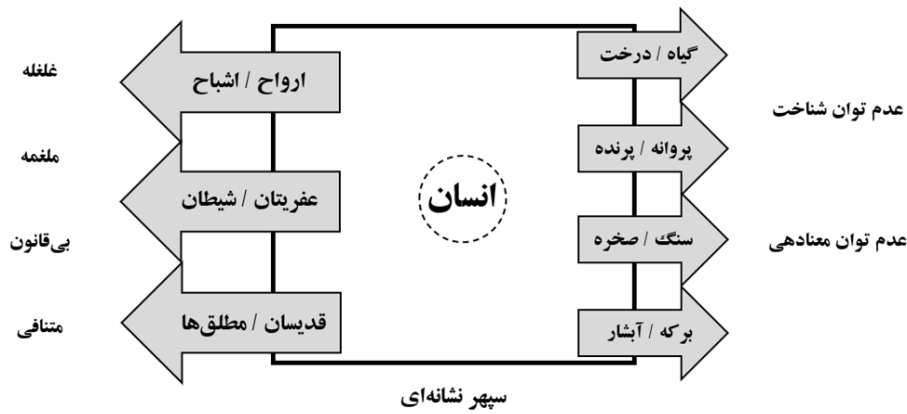 گیاه / درخت
پروانه / پرنده
سنگ / صخره
برکه / آبشار
عدم توان شناخت
عدم توان معنادهی
انسان
ارواح / اشباح
عفریتان / شیطان
قدیسان / مطلق‌ها
غلغله
ملغمه
بی‌قانون
متنافی
سپهر نشانه‌ای